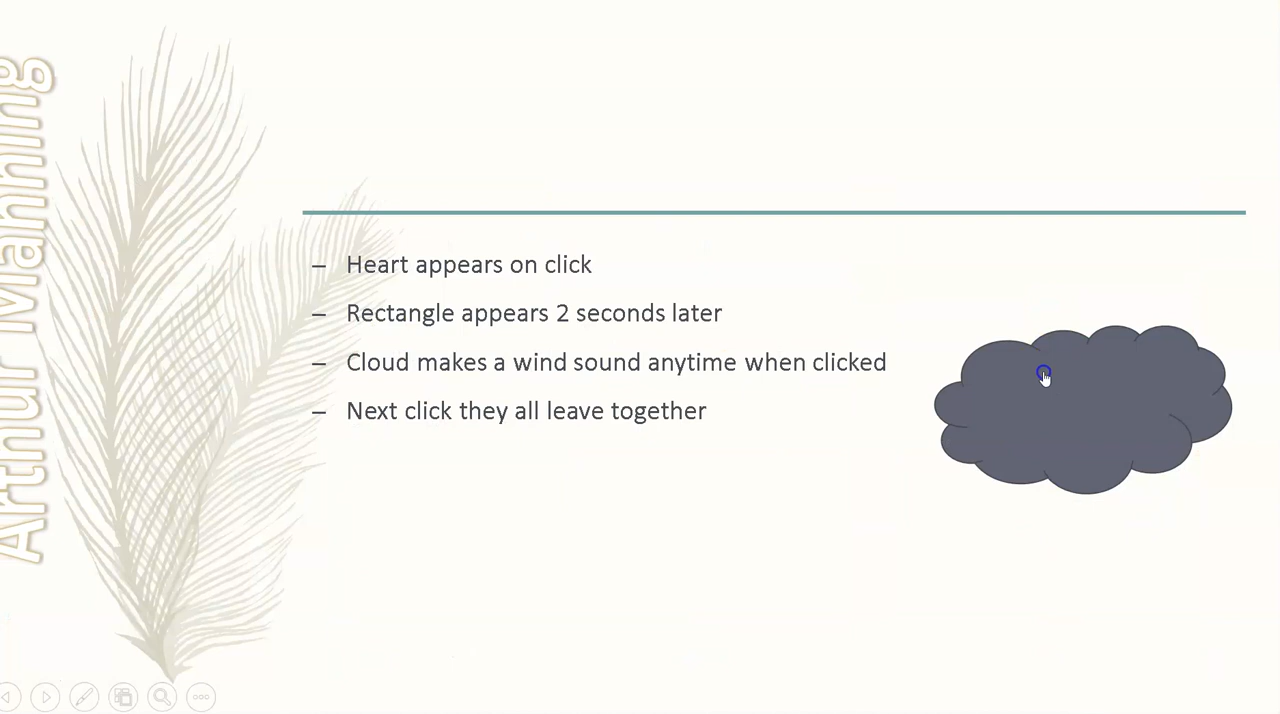 Arthur Manning
– Heart appears on click
– Rectangle appears 2 seconds later
– Cloud makes a wind sound anytime when clicked
– Next click they all leave together